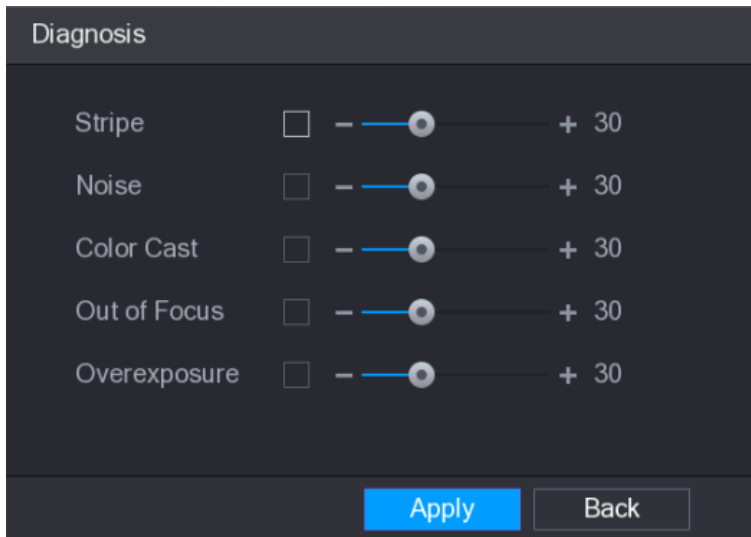 Diagnosis
Stripe - + 30
Noise - + 30
Color Cast - + 30
Out of Focus - + 30
Overexposure - + 30
Apply Back